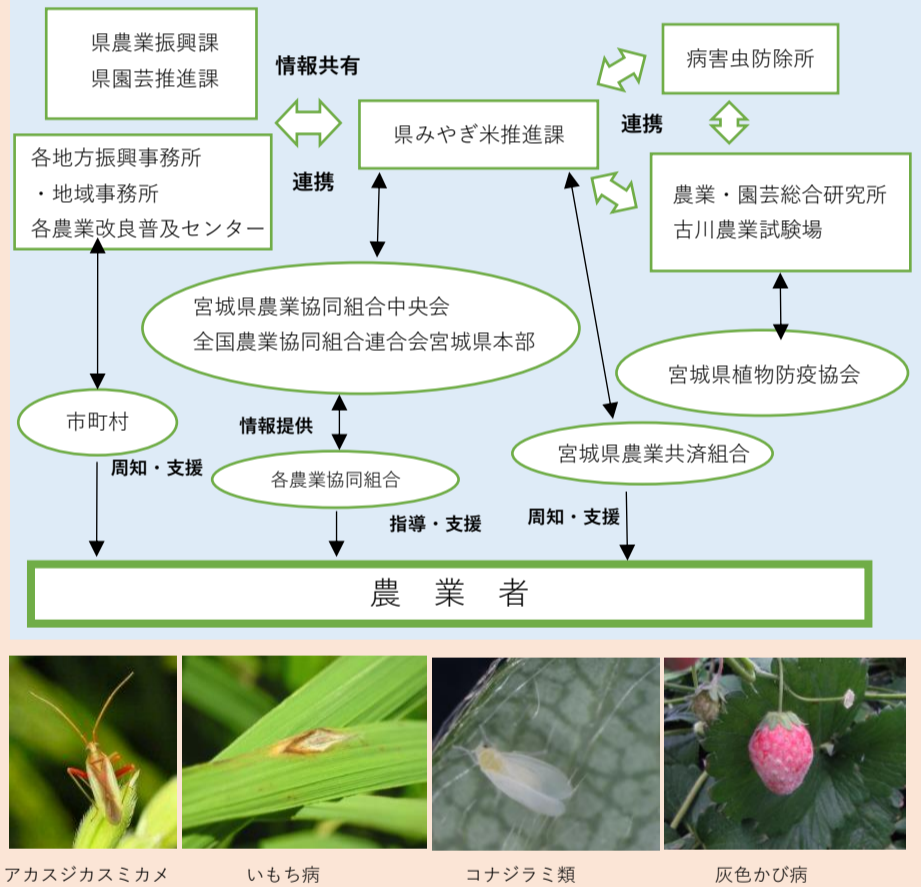 県農業振興課
県園芸推進課
情報共有
病害虫防除所
県みやぎ米推進課
連携
各地方振興事務所
・地域事務所
各農業改良普及センター
連携
農業・園芸総合研究所
古川農業試験場
宮城県農業協同組合中央会
全国農業協同組合連合会宮城県本部
宮城県植物防疫協会
市町村
情報提供
宮城県農業共済組合
周知・支援
各農業協同組合
指導・支援
周知・支援
農 業 者
アカスジカスミカメ
いもち病
コナジラミ類
灰色かび病